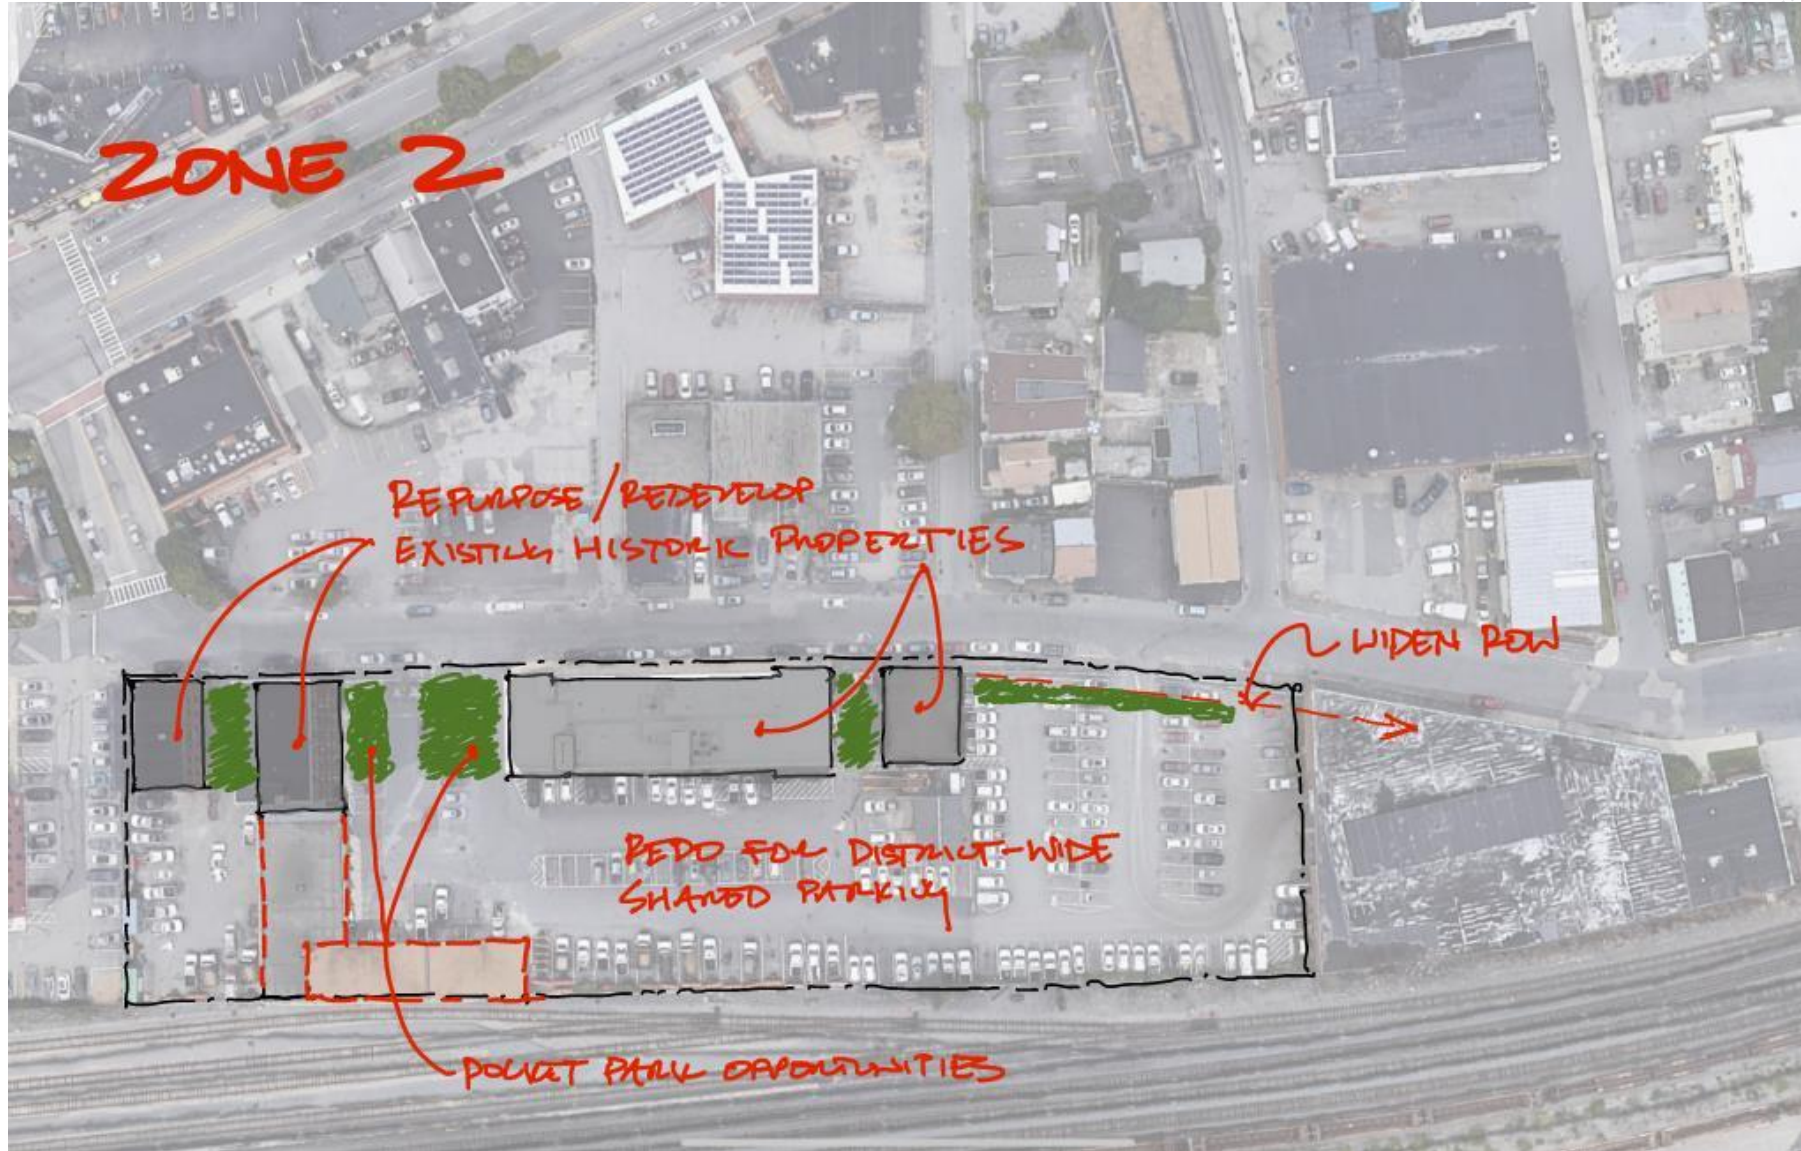 ZONE 2
REPURPOSE/REDEVELOP
EXISTING HISTORIC PROPERTIES
WIDEN ROW
REDO FOR DISTRICT-WIDE
SHARED PARKING
POCKET PARK OPPORTUNITIES